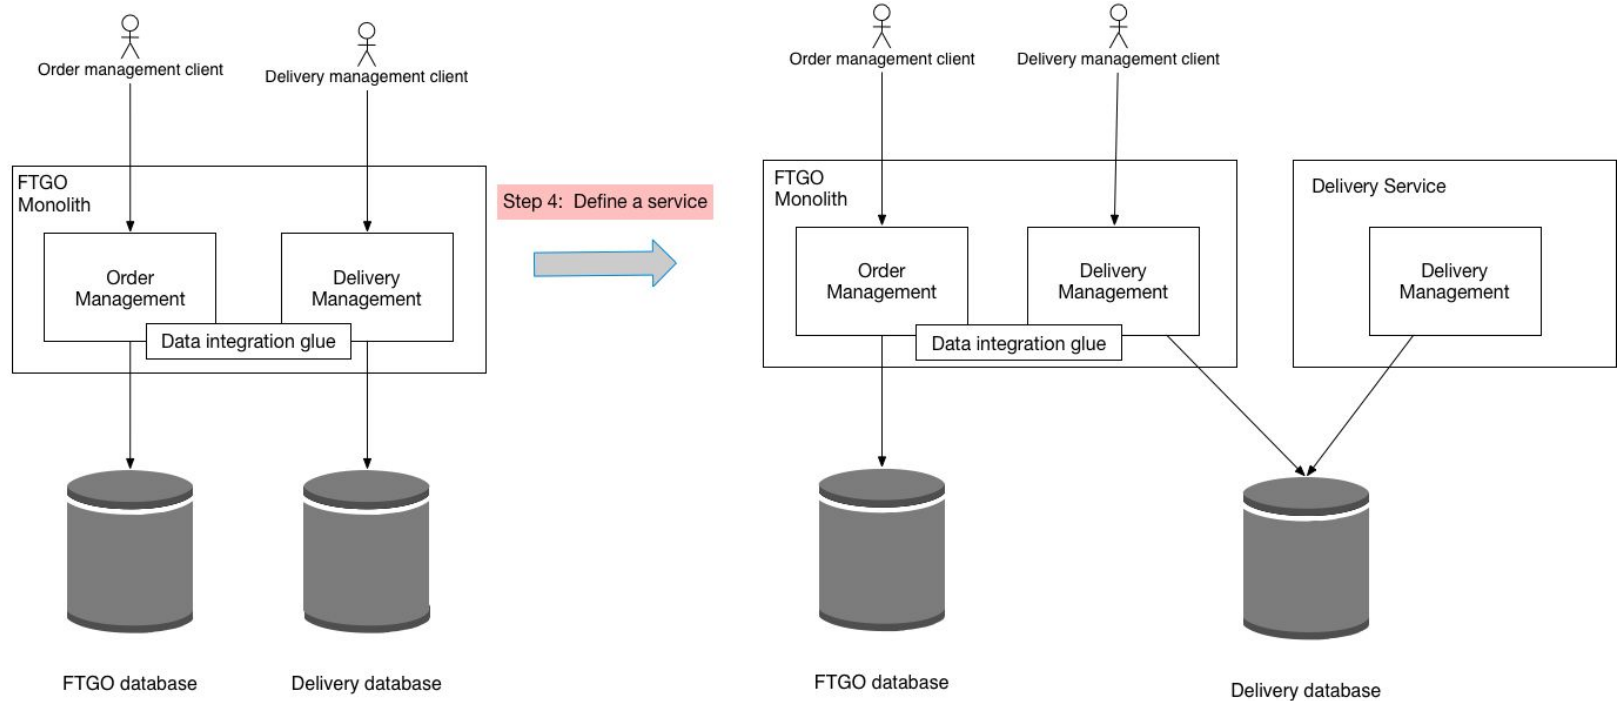 Order management client
Delivery management client
FTGO
Monolith
Order
Management
Delivery
Management
Data integration glue
FTGO database
Delivery database
Step 4:  Define a service
Order management client
Delivery management client
FTGO
Monolith
Order
Management
Delivery
Management
Data integration glue
Delivery Service
Delivery
Management
FTGO database
Delivery database